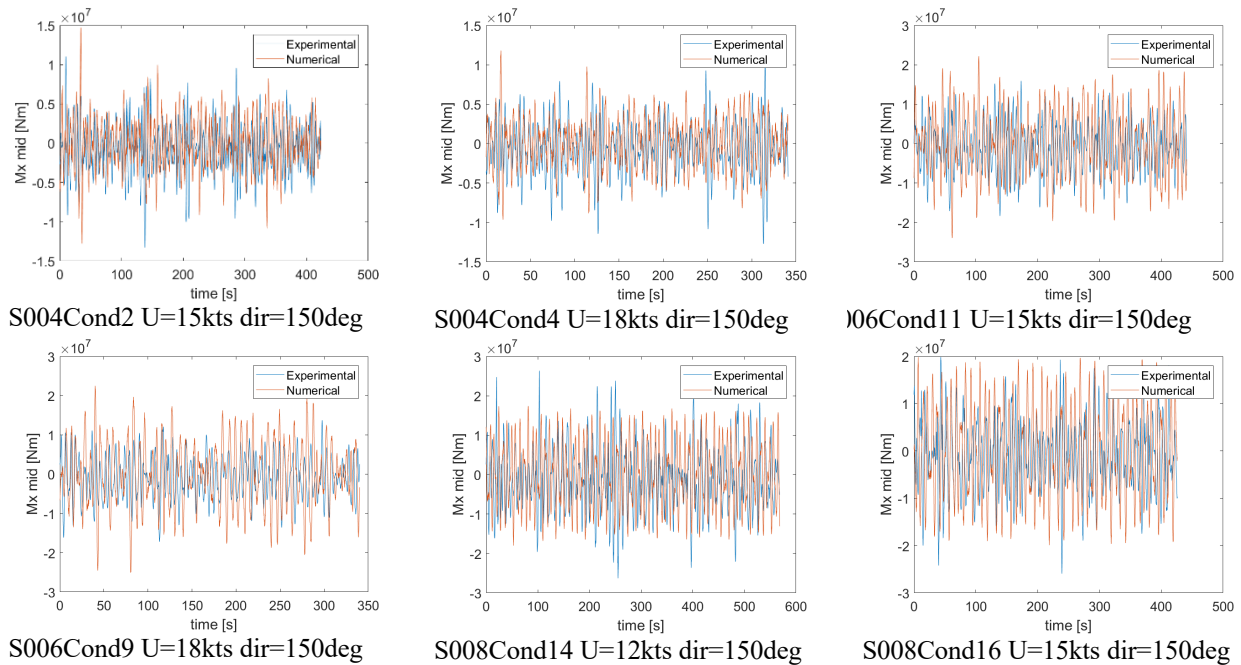 ×10^7 ×10^7 ×10^7
1.5 1.5 3
Experimental Experimental Experimental
Numerical Numerical Numerical
1 1 2
0.5 0.5 1
Mx mid [Nm] Mx mid [Nm] Mx mid [Nm]
0 0 0
-0.5 -0.5 -1
-1 -1 -2
-1.5 -1.5 -3
0 100 200 300 400 500 0 50 100 150 200 250 300 350 0 100 200 300 400 500
time [s] time [s] time [s]
S004Cond2 U=15kts dir=150deg S004Cond4 U=18kts dir=150deg 06Cond11 U=15kts dir=150deg
×10^7 ×10^7 ×10^7
3 3 2
Experimental Experimental Experimental
Numerical Numerical Numerical
2 2 1
1 1
Mx mid [Nm] Mx mid [Nm] Mx mid [Nm]
0 0 0
-1 -1 -1
-2 -2 -2
-3 -3 -3
0 50 100 150 200 250 300 350 0 100 200 300 400 500 600 0 100 200 300 400 500
time [s] time [s] time [s]
S006Cond9 U=18kts dir=150deg S008Cond14 U=12kts dir=150deg S008Cond16 U=15kts dir=150deg